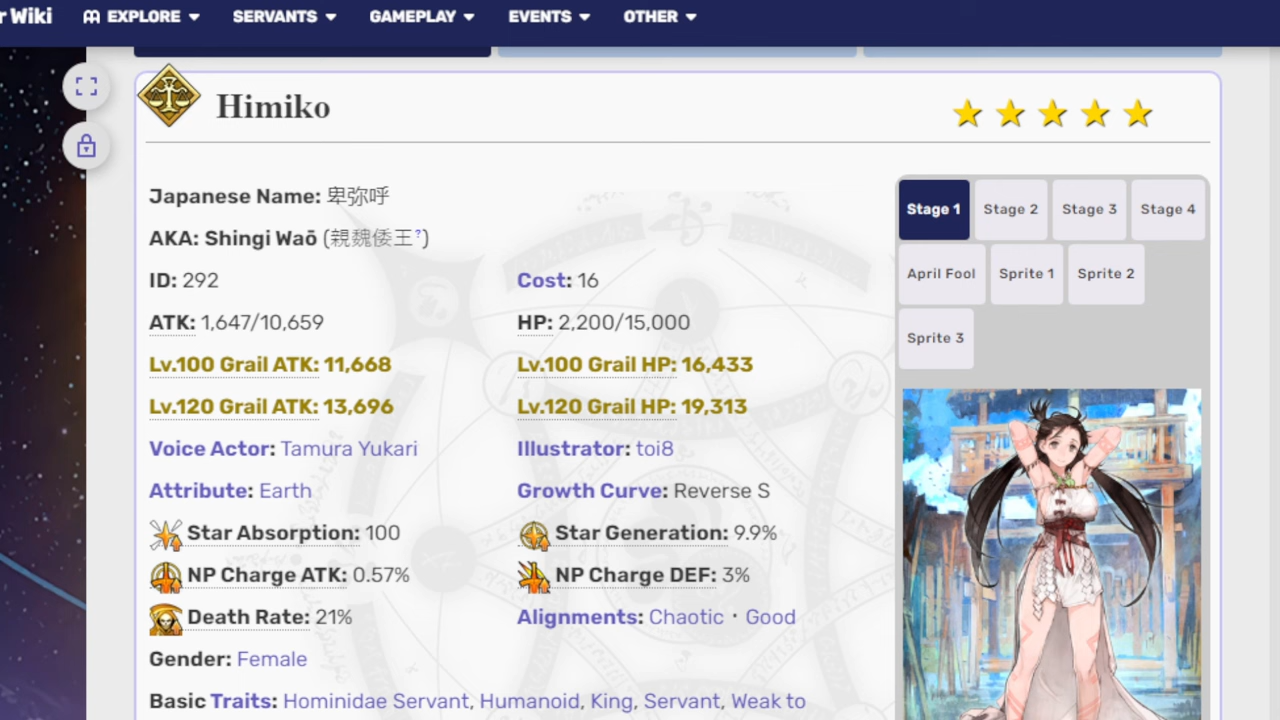 r Wiki EXPLORE SERVANTS GAMEPLAY EVENTS OTHER
Himiko
Japanese Name: 卑弥呼
AKA: Shingi Waō (親魏倭王?)
ID: 292
Cost: 16
ATK: 1,647/10,659
HP: 2,200/15,000
Lv.100 Grail ATK: 11,668
Lv.100 Grail HP: 16,433
Lv.120 Grail ATK: 13,696
Lv.120 Grail HP: 19,313
Voice Actor: Tamura Yukari
Illustrator: toi8
Attribute: Earth
Growth Curve: Reverse S
Star Absorption: 100
Star Generation: 9.9%
NP Charge ATK: 0.57%
NP Charge DEF: 3%
Death Rate: 21%
Alignments: Chaotic・Good
Gender: Female
Basic Traits: Hominidae Servant, Humanoid, King, Servant, Weak to
Stage 1 Stage 2 Stage 3 Stage 4
April Fool Sprite 1 Sprite 2
Sprite 3